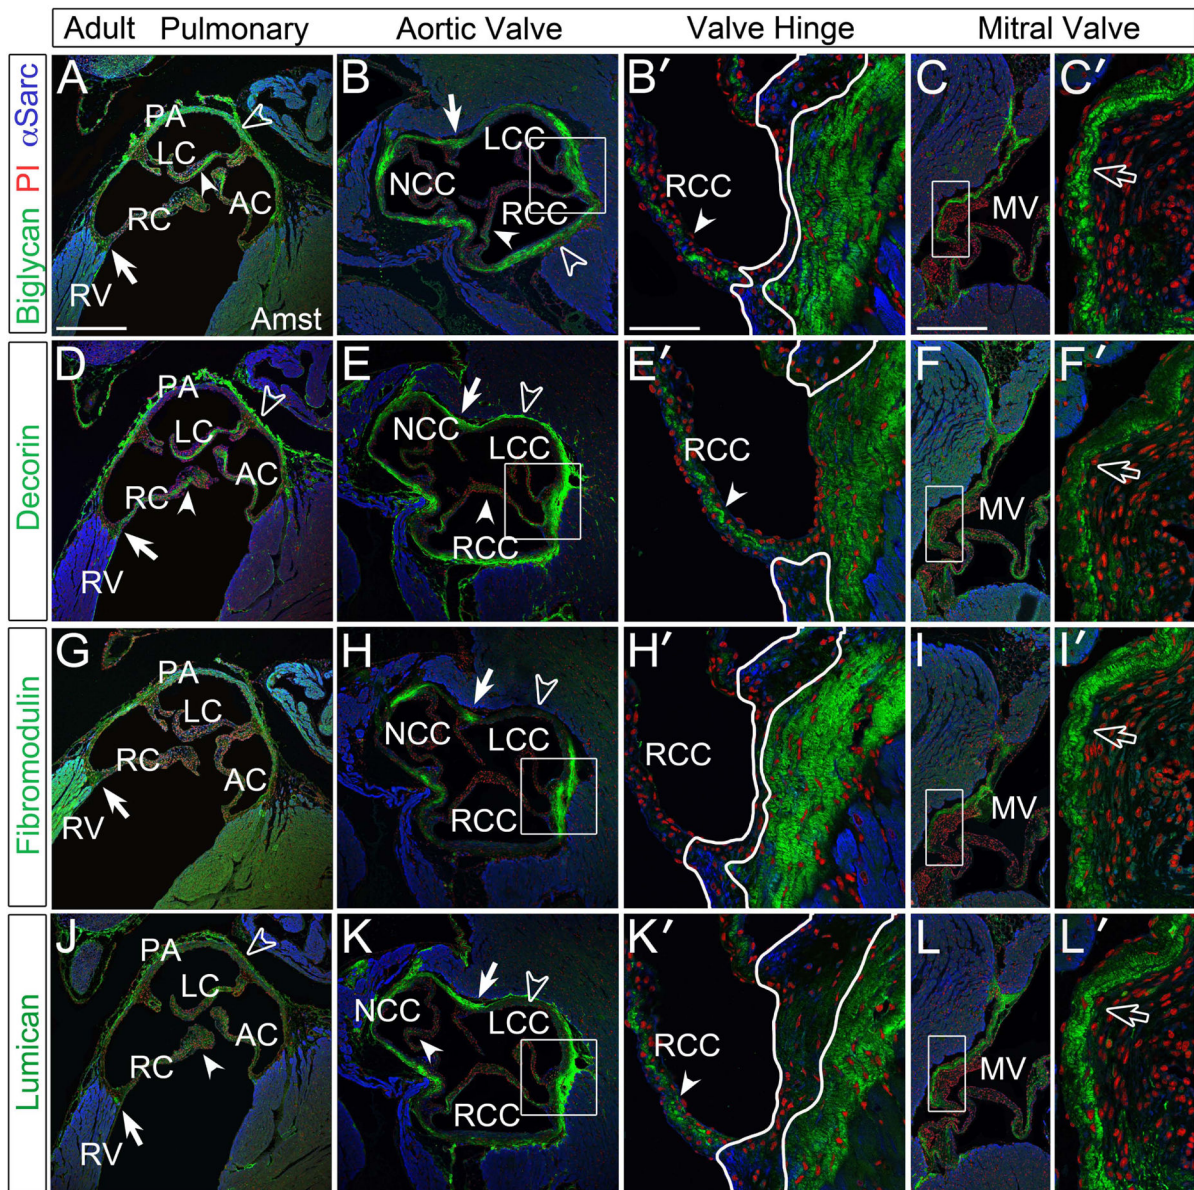 Adult Pulmonary Aortic Valve Valve Hinge Mitral Valve
Biglycan PI αSarc
A PA LC RC AC RV Amst
B LCC NCC RCC
B′ RCC
C MV
C′
Decorin
D PA LC RC AC RV
E NCC LCC RCC
E′ RCC
F MV
F′
Fibromodulin
G PA LC RC AC RV
H NCC LCC RCC
H′ RCC
I MV
I′
Lumican
J PA LC RC AC RV
K NCC LCC RCC
K′ RCC
L MV
L′